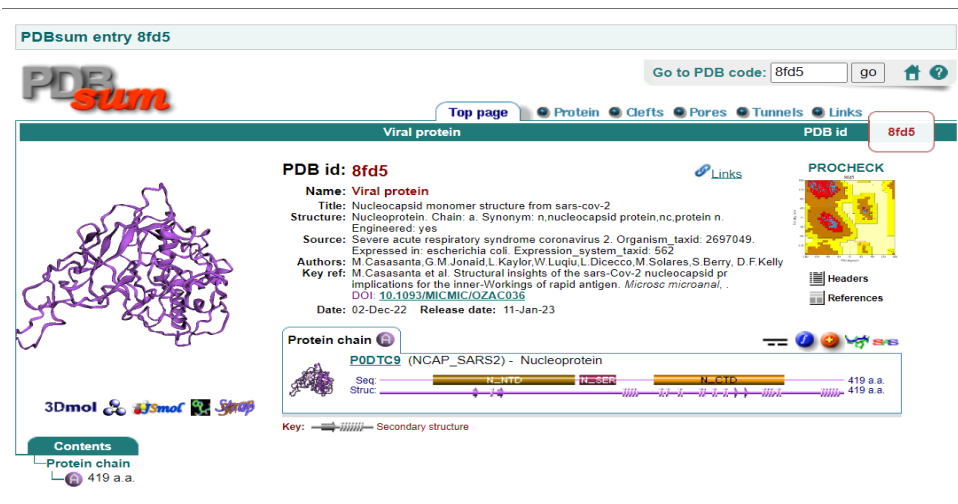 PDBsum entry 8fd5
PDB sum
Go to PDB code: 8fd5 go
Top page Protein Clefts Pores Tunnels Links
Viral protein PDB id 8fd5
PDB id: 8fd5 Links PROCHECK
Name: Viral protein
Title: Nucleocapsid monomer structure from sars-cov-2
Structure: Nucleoprotein. Chain: a. Synonym: n,nucleocapsid protein,nc,protein n.
Engineered: yes
Source: Severe acute respiratory syndrome coronavirus 2. Organism_taxid: 2697049.
Expressed in: escherichia coli. Expression_system_taxid: 562
Authors: M.Casasanta,G.M.Jonaid,L.Kaylor,W.Luqiu,L.Dicecco,M.Solares,S.Berry, D.F.Kelly
Key ref: M.Casasanta et al. Structural insights of the sars-Cov-2 nucleocapsid pr
implications for the inner-Workings of rapid antigen. Microsc microanal, .
DOI: 10.1093/MICMIC/OZAC036
Date: 02-Dec-22 Release date: 11-Jan-23
Headers
References
Protein chain A
P0DTC9 (NCAP_SARS2) - Nucleoprotein
Seq: N_NTD N_SER N_CTD 419 a.a.
Struc: 419 a.a.
Key: Secondary structure
3Dmol JSmol
Contents
Protein chain
A 419 a.a.